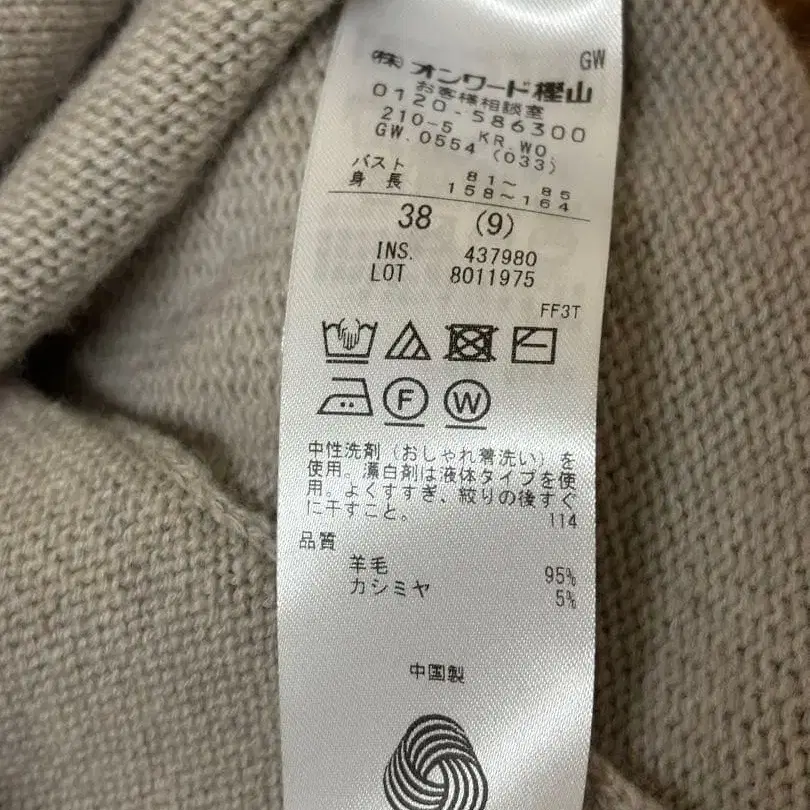 GW
(株)オンワード樫山
お客様相談室
0120-586300
210-5 KR.WO
GW.0554 (033)
バスト 81～ 85
身長 158～164
38 (9)
INS. 437980
LOT 8011975
FF3T
F W
中性洗剤(おしゃれ着洗い)を
使用。漂白剤は液体タイプを使
用。よくすすぎ、絞りの後すぐ
に干すこと。 114
品質
羊毛 95%
カシミヤ 5%
中国製